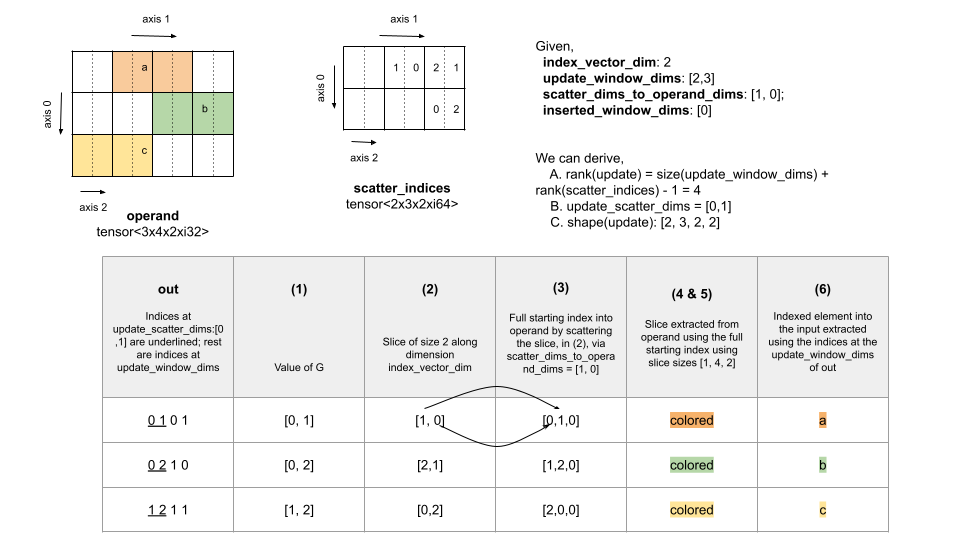 axis 1
axis 0
a
b
c
axis 2
operand
tensor<3x4x2xi32>
axis 1
axis 0
1 0 2 1
0 2
axis 2
scatter_indices
tensor<2x3x2xi64>
Given,
index_vector_dim: 2
update_window_dims: [2,3]
scatter_dims_to_operand_dims: [1, 0];
inserted_window_dims: [0]
We can derive,
A. rank(update) = size(update_window_dims) +
rank(scatter_indices) - 1 = 4
B. update_scatter_dims = [0,1]
C. shape(update): [2, 3, 2, 2]
out
Indices at
update_scatter_dims:[0
,1] are underlined; rest
are indices at
update_window_dims
(1)
Value of G
(2)
Slice of size 2 along
dimension
index_vector_dim
(3)
Full starting index into
operand by scattering
the slice, in (2), via
scatter_dims_to_opera
nd_dims = [1, 0]
(4 & 5)
Slice extracted from
operand using the full
starting index using
slice sizes [1, 4, 2]
(6)
Indexed element into
the input extracted
using the indices at the
update_window_dims
of out
0 1 0 1
[0, 1]
[1, 0]
[0,1,0]
colored
a
0 2 1 0
[0, 2]
[2,1]
[1,2,0]
colored
b
1 2 1 1
[1, 2]
[0,2]
[2,0,0]
colored
c